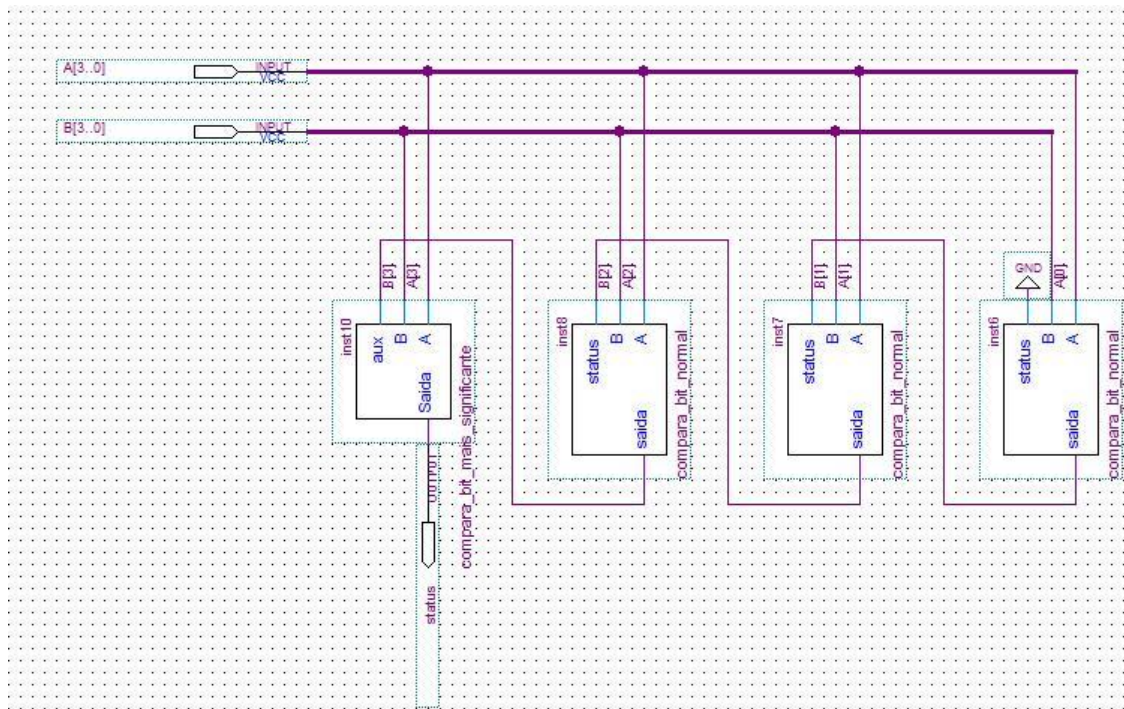 A[3..0]
INPUT
VCC
B[3..0]
INPUT
VCC
B[3]
A[3]
B[2]
A[2]
B[1]
A[1]
GND
A[0]
inst10
aux
B
A
Saida
compara_bit_mais_significante
inst8
status
B
A
saida
compara_bit_normal
inst7
status
B
A
saida
compara_bit_normal
inst6
status
B
A
saida
compara_bit_normal
OUTPUT
status